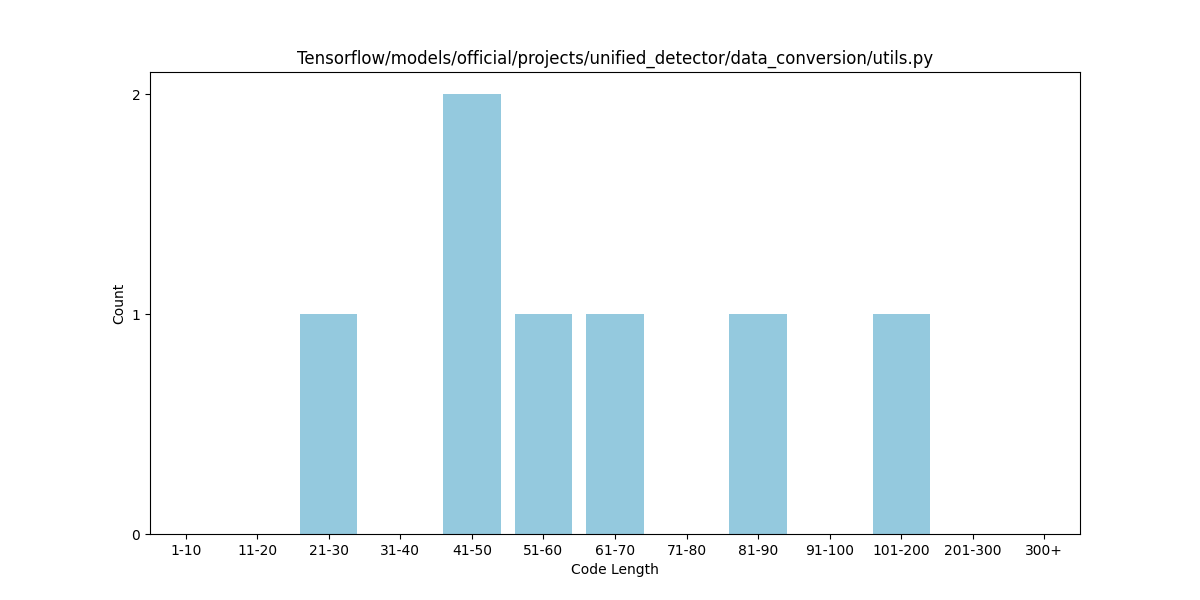 Tensorflow/models/official/projects/unified_detector/data_conversion/utils.py
2
1
0
Count
1-10 11-20 21-30 31-40 41-50 51-60 61-70 71-80 81-90 91-100 101-200 201-300 300+
Code Length